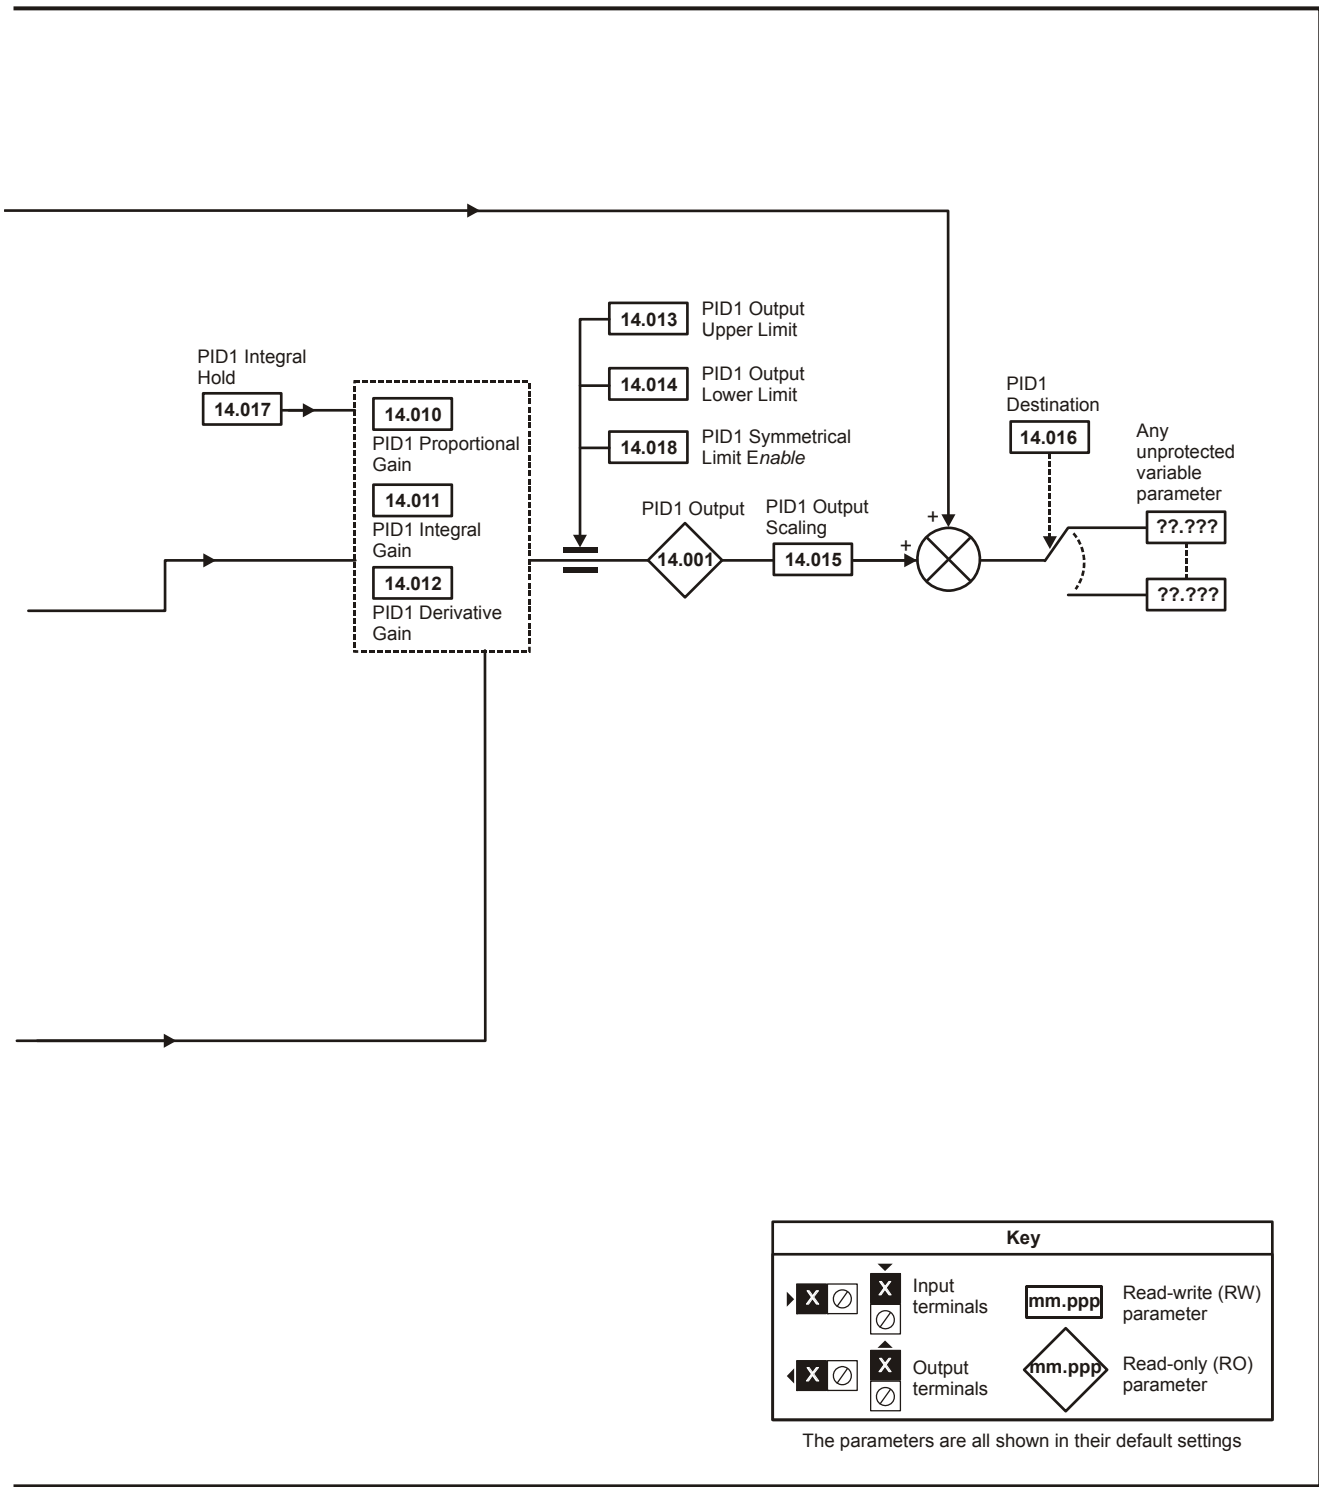 PID1 Integral
Hold
14.017
14.010
PID1 Proportional
Gain
14.011
PID1 Integral
Gain
14.012
PID1 Derivative
Gain
14.013
PID1 Output
Upper Limit
14.014
PID1 Output
Lower Limit
14.018
PID1 Symmetrical
Limit Enable
PID1 Output
14.001
PID1 Output
Scaling
14.015
+
+
PID1
Destination
14.016
Any
unprotected
variable
parameter
??.???
??.???
Key
X
X
Input
terminals
mm.ppp
Read-write (RW)
parameter
X
X
Output
terminals
mm.ppp
Read-only (RO)
parameter
The parameters are all shown in their default settings